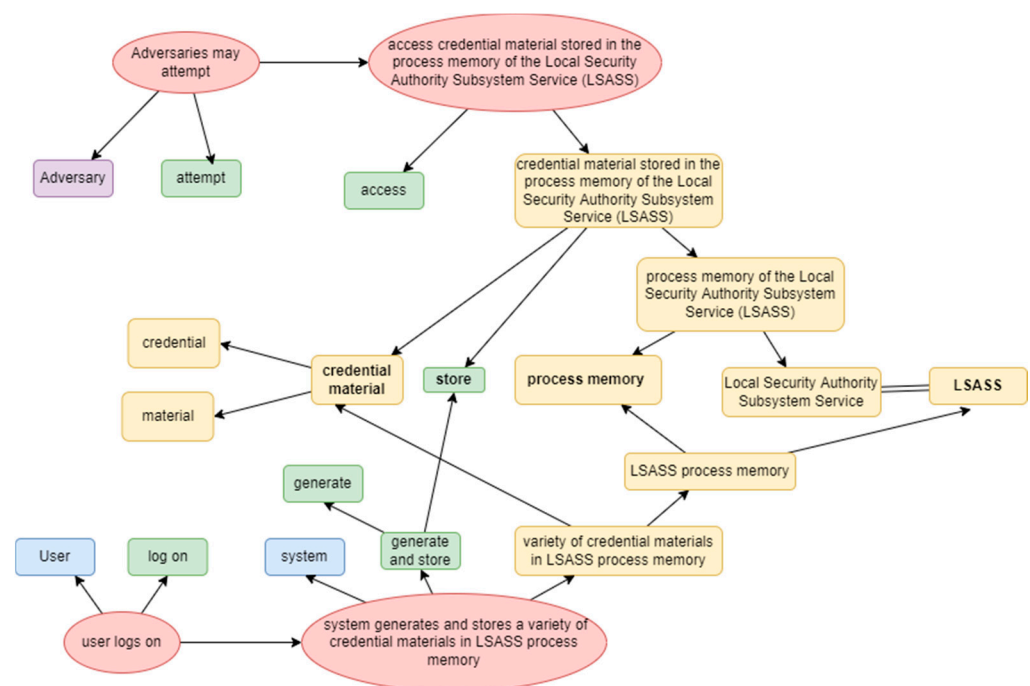 Adversaries may
attempt
access credential material stored in the
process memory of the Local Security
Authority Subsystem Service (LSASS)
Adversary
attempt
access
credential material stored in the
process memory of the Local
Security Authority Subsystem
Service (LSASS)
process memory of the Local
Security Authority Subsystem
Service (LSASS)
credential
material
credential
material
store
process memory
Local Security Authority
Subsystem Service
LSASS
LSASS process memory
generate
User
log on
system
generate
and store
variety of credential materials
in LSASS process memory
user logs on
system generates and stores a variety of
credential materials in LSASS process
memory